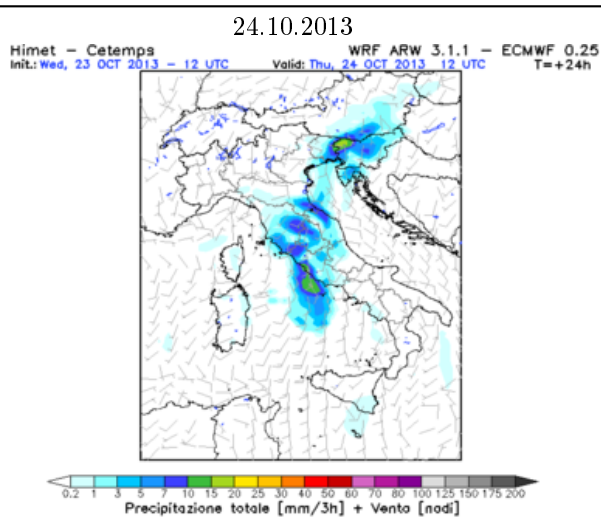 24.10.2013
Himet - Cetemps WRF ARW 3.1.1 - ECMWF 0.25
Init.: Wed, 23 OCT 2013 - 12 UTC Valid: Thu, 24 OCT 2013 12 UTC T=+24h
0.2 1 3 5 7 10 15 20 25 30 40 50 60 70 80 100 125 150 175 200
Precipitazione totale [mm/3h] + Vento [nodi]